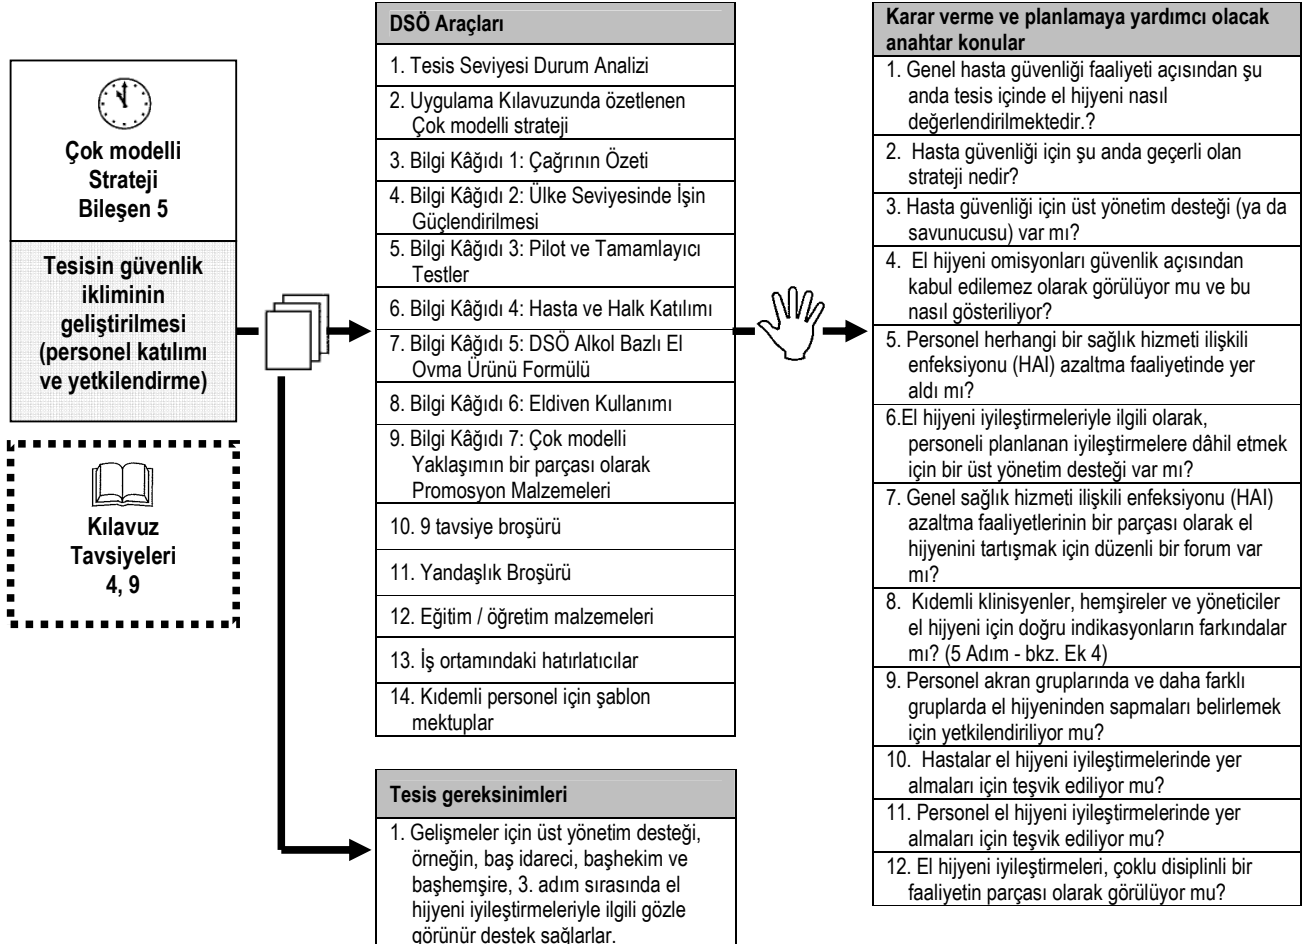 Çok modelli
Strateji
Bileşen 5
Tesisin güvenlik
ikliminin
geliştirilmesi
(personel katılımı
ve yetkilendirme)
Kılavuz
Tavsiyeleri
4, 9
DSÖ Araçları
1. Tesis Seviyesi Durum Analizi
2. Uygulama Kılavuzunda özetlenen
Çok modelli strateji
3. Bilgi Kâğıdı 1: Çağrının Özeti
4. Bilgi Kâğıdı 2: Ülke Seviyesinde İşin
Güçlendirilmesi
5. Bilgi Kâğıdı 3: Pilot ve Tamamlayıcı
Testler
6. Bilgi Kâğıdı 4: Hasta ve Halk Katılımı
7. Bilgi Kâğıdı 5: DSÖ Alkol Bazlı El
Ovma Ürünü Formülü
8. Bilgi Kâğıdı 6: Eldiven Kullanımı
9. Bilgi Kâğıdı 7: Çok modelli
Yaklaşımın bir parçası olarak
Promosyon Malzemeleri
10. 9 tavsiye broşürü
11. Yandaşlık Broşürü
12. Eğitim / öğretim malzemeleri
13. İş ortamındaki hatırlatıcılar
14. Kıdemli personel için şablon
mektuplar
Tesis gereksinimleri
1. Gelişmeler için üst yönetim desteği,
örneğin, baş idareci, başhekim ve
başhemşire, 3. adım sırasında el
hijyeni iyileştirmeleriyle ilgili gözle
görünür destek sağlarlar.
Karar verme ve planlamaya yardımcı olacak
anahtar konular
1. Genel hasta güvenliği faaliyeti açısından şu
anda tesis içinde el hijyeni nasıl
değerlendirilmektedir.?
2. Hasta güvenliği için şu anda geçerli olan
strateji nedir?
3. Hasta güvenliği için üst yönetim desteği (ya da
savunucusu) var mı?
4. El hijyeni omisyonları güvenlik açısından
kabul edilemez olarak görülüyor mu ve bu
nasıl gösteriliyor?
5. Personel herhangi bir sağlık hizmeti ilişkili
enfeksiyonu (HAI) azaltma faaliyetinde yer
aldı mı?
6.El hijyeni iyileştirmeleriyle ilgili olarak,
personeli planlanan iyileştirmelere dâhil etmek
için bir üst yönetim desteği var mı?
7. Genel sağlık hizmeti ilişkili enfeksiyonu (HAI)
azaltma faaliyetlerinin bir parçası olarak el
hijyenini tartışmak için düzenli bir forum var
mı?
8. Kıdemli klinisyenler, hemşireler ve yöneticiler
el hijyeni için doğru indikasyonların farkındalar
mı? (5 Adım - bkz. Ek 4)
9. Personel akran gruplarında ve daha farklı
gruplarda el hijyeninden sapmaları belirlemek
için yetkilendiriliyor mu?
10. Hastalar el hijyeni iyileştirmelerinde yer
almaları için teşvik ediliyor mu?
11. Personel el hijyeni iyileştirmelerinde yer
almaları için teşvik ediliyor mu?
12. El hijyeni iyileştirmeleri, çoklu disiplinli bir
faaliyetin parçası olarak görülüyor mu?